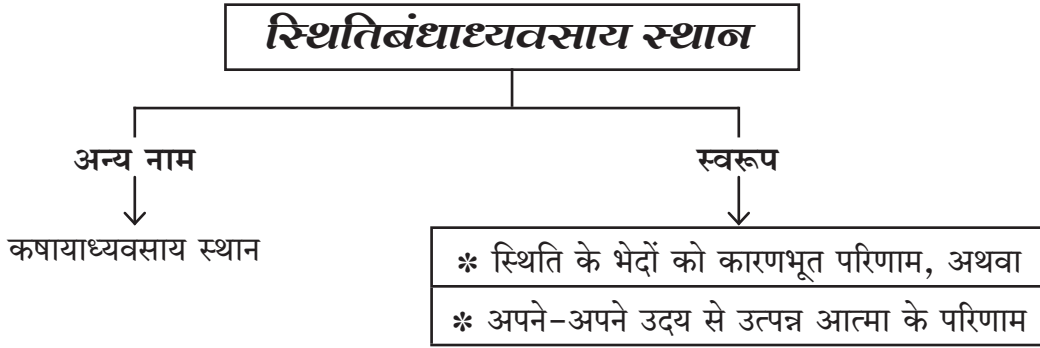 स्थितिबंधाध्यवसाय स्थान
अन्य नाम
स्वरूप
कषायाध्यवसाय स्थान
* स्थिति के भेदों को कारणभूत परिणाम, अथवा
* अपने-अपने उदय से उत्पन्न आत्मा के परिणाम